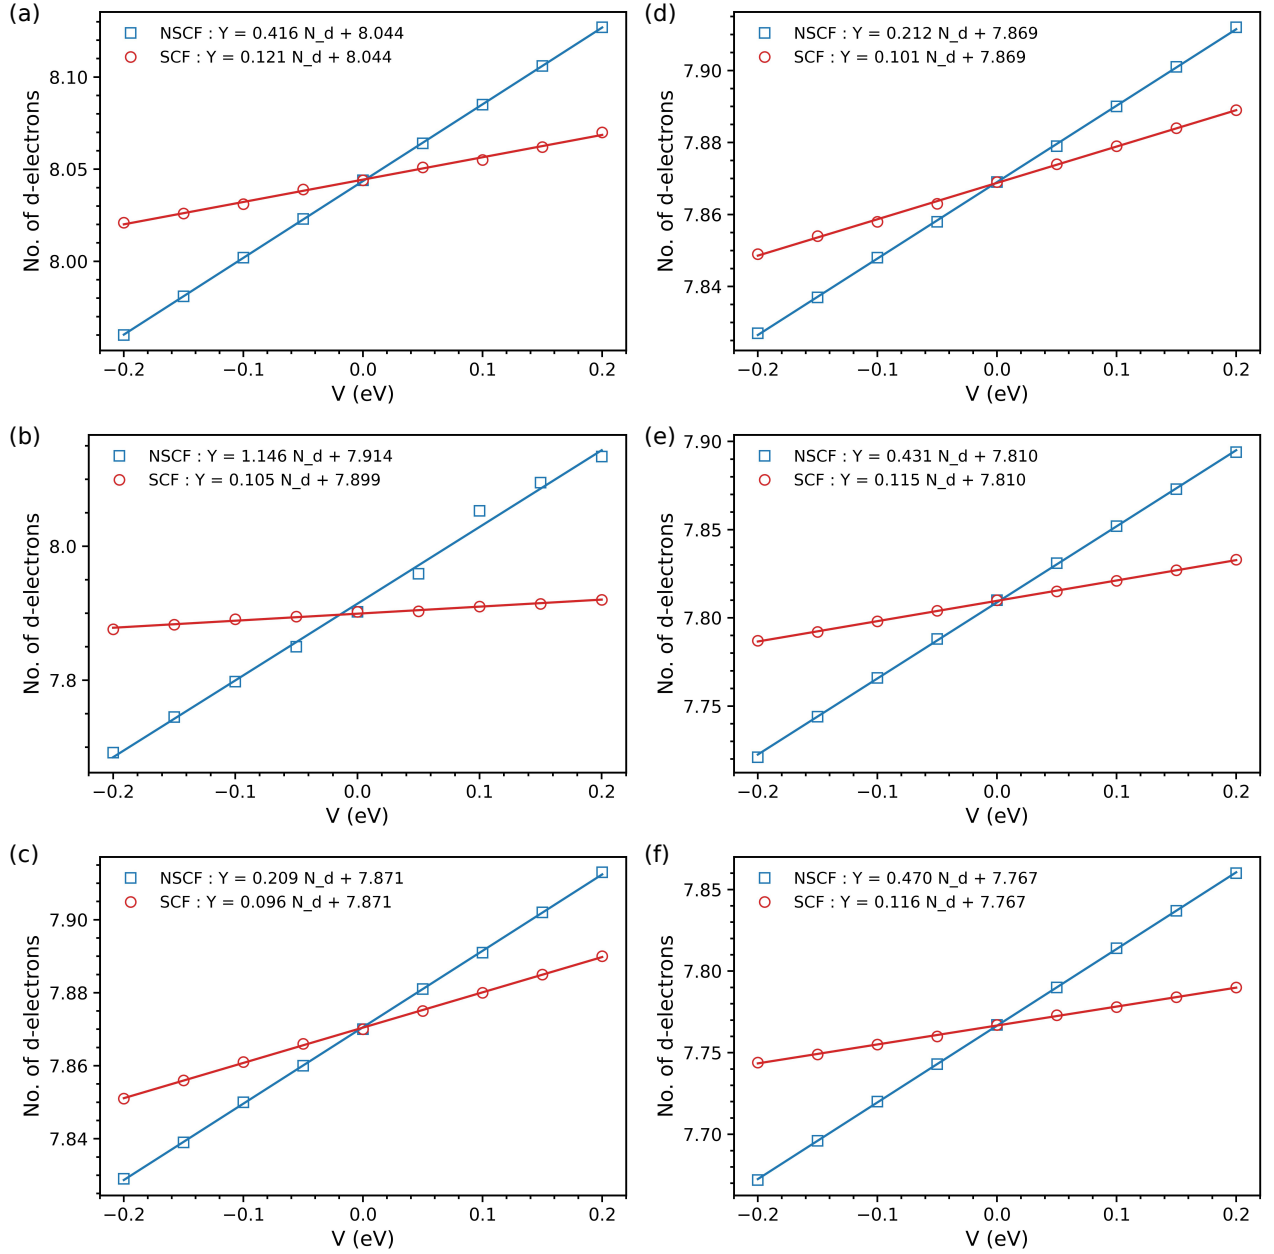 (a)
NSCF : Y = 0.416 N_d + 8.044
SCF : Y = 0.121 N_d + 8.044
No. of d-electrons
8.10
8.05
8.00
−0.2 −0.1 0.0 0.1 0.2
V (eV)
(b)
NSCF : Y = 1.146 N_d + 7.914
SCF : Y = 0.105 N_d + 7.899
No. of d-electrons
8.0
7.8
−0.2 −0.1 0.0 0.1 0.2
V (eV)
(c)
NSCF : Y = 0.209 N_d + 7.871
SCF : Y = 0.096 N_d + 7.871
No. of d-electrons
7.90
7.88
7.86
7.84
−0.2 −0.1 0.0 0.1 0.2
V (eV)
(d)
NSCF : Y = 0.212 N_d + 7.869
SCF : Y = 0.101 N_d + 7.869
No. of d-electrons
7.90
7.88
7.86
7.84
−0.2 −0.1 0.0 0.1 0.2
V (eV)
(e)
NSCF : Y = 0.431 N_d + 7.810
SCF : Y = 0.115 N_d + 7.810
No. of d-electrons
7.90
7.85
7.80
7.75
−0.2 −0.1 0.0 0.1 0.2
V (eV)
(f)
NSCF : Y = 0.470 N_d + 7.767
SCF : Y = 0.116 N_d + 7.767
No. of d-electrons
7.85
7.80
7.75
7.70
−0.2 −0.1 0.0 0.1 0.2
V (eV)